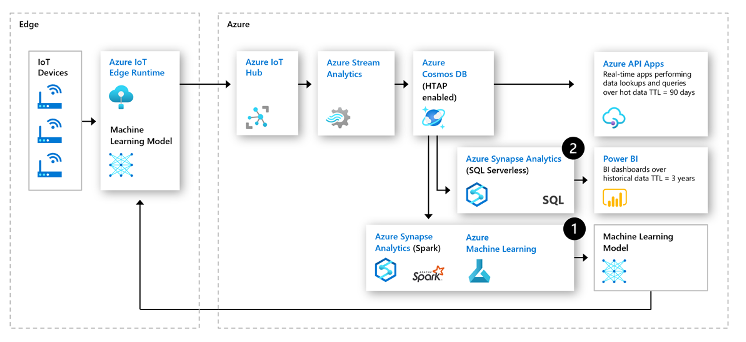 Edge
Azure
IoT
Devices
Azure IoT
Edge Runtime
Machine
Learning Model
Azure IoT
Hub
Azure Stream
Analytics
Azure
Cosmos DB
(HTAP
enabled)
Azure API Apps
Real-time apps performing
data lookups and queries
over hot data TTL = 90 days
2
Azure Synapse Analytics
(SQL Serverless)
SQL
Power BI
BI dashboards over
historical data TTL = 3 years
1
Azure Synapse
Analytics (Spark)
APACHE
Spark
Azure
Machine Learning
Machine Learning
Model